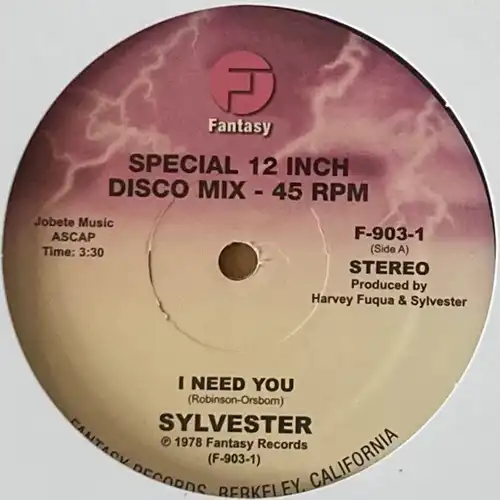 Fantasy
SPECIAL 12 INCH
DISCO MIX - 45 RPM
Jobete Music
ASCAP
Time: 3:30
F-903-1
(Side A)
STEREO
Produced by
Harvey Fuqua & Sylvester
I NEED YOU
(Robinson-Orsborn)
SYLVESTER
℗ 1978 Fantasy Records
(F-903-1)
FANTASY RECORDS, BERKELEY, CALIFORNIA